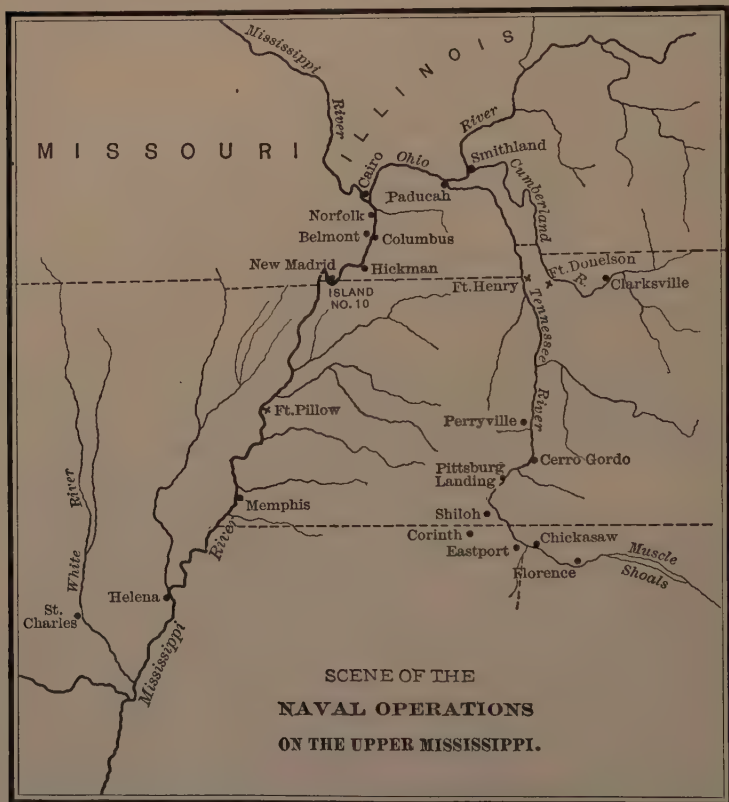 Mississippi
River
ILLINOIS
MISSOURI
Ohio
River
Smithland
Cairo
Paducah
Cumberland
R.
Norfolk
Belmont
Columbus
New Madrid
Hickman
ISLAND
NO. 10
Ft. Henry
Ft. Donelson
Clarksville
Tennessee
River
Ft. Pillow
Perryville
Cerro Gordo
Pittsburg
Landing
Memphis
Shiloh
Corinth
Chickasaw
Eastport
Florence
Muscle
Shoals
White
River
River
Helena
St.
Charles
Mississippi
SCENE OF THE
NAVAL OPERATIONS
ON THE UPPER MISSISSIPPI.